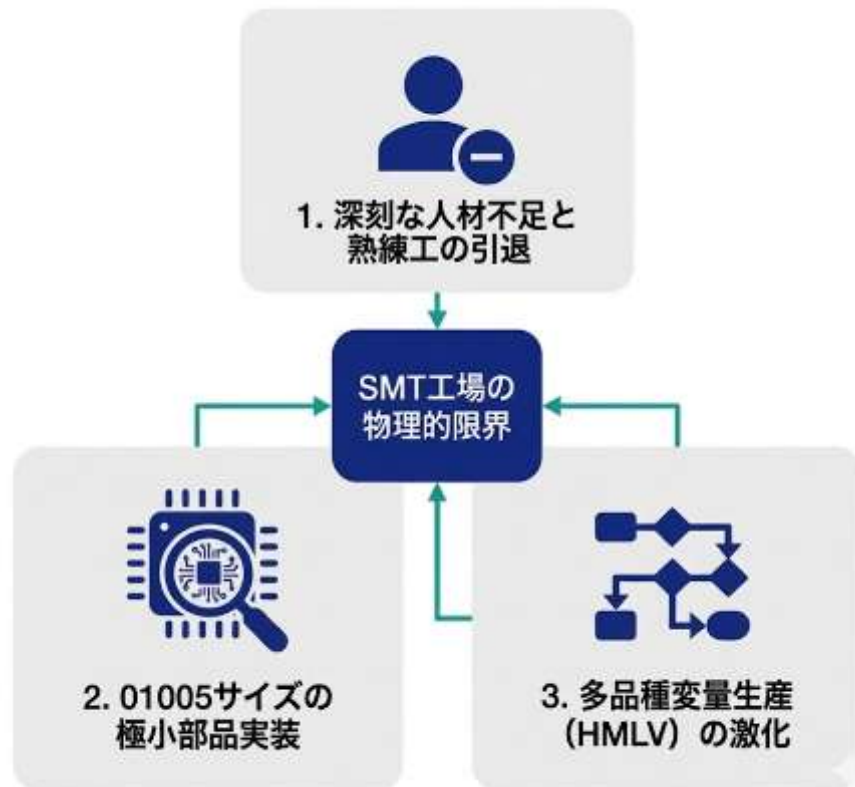 1. 深刻な人材不足と
熟練工の引退
SMT工場の
物理的限界
2. 01005サイズの
極小部品実装
3. 多品種変量生産
（HMLV）の激化